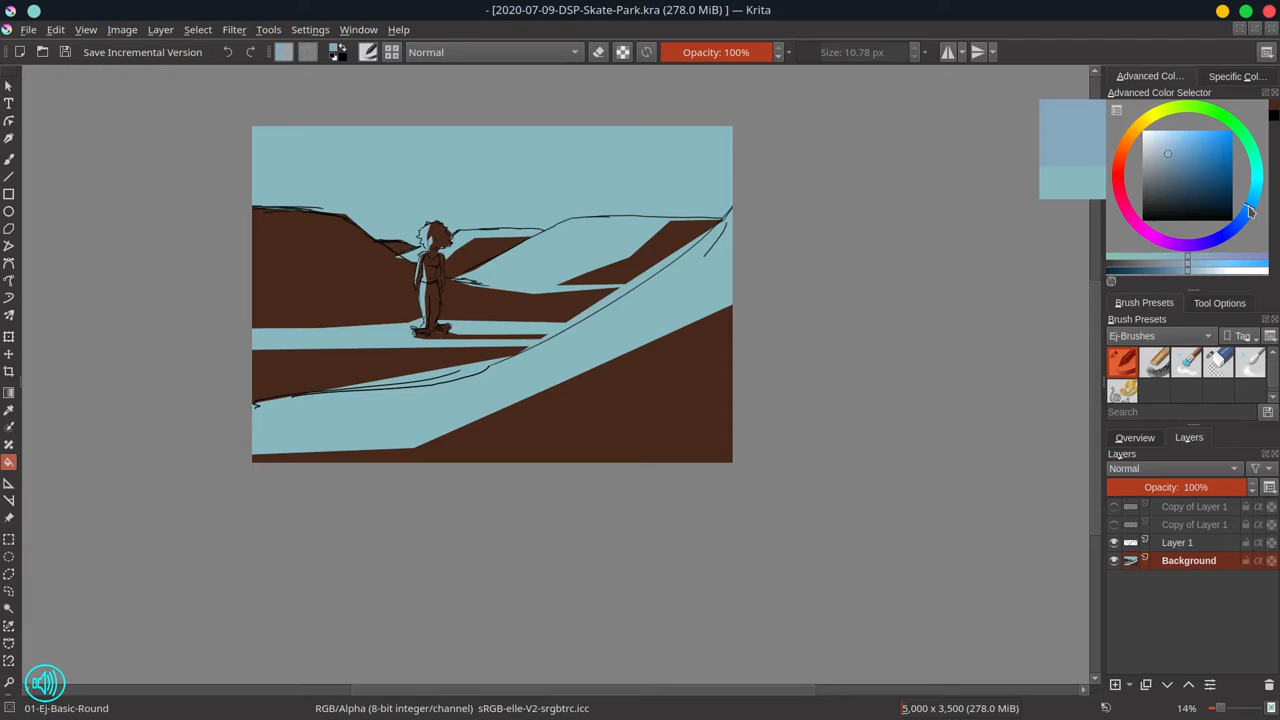 - [2020-07-09-DSP-Skate-Park.kra (278.0 MiB) ] — Krita
File Edit View Image Filter Layer Select Tools Settings Window Help
Save Incremental Version Normal Opacity: 100% Size: 10.78 px
Advanced Col... Specific Col...
Advanced Color Selector
Brush Presets Tool Options
Brush Presets
Ej-Brushes Tag
Search
Overview Layers
Layers
Normal
Opacity: 100%
Copy of Layer 1
Copy of Layer 1
Layer 1
Background
01-Ej-Basic-Round RGB/Alpha (8-bit integer/channel) sRGB-elle-V2-srgbtrc.icc 5,000 x 3,500 (278.0 MiB) 14%